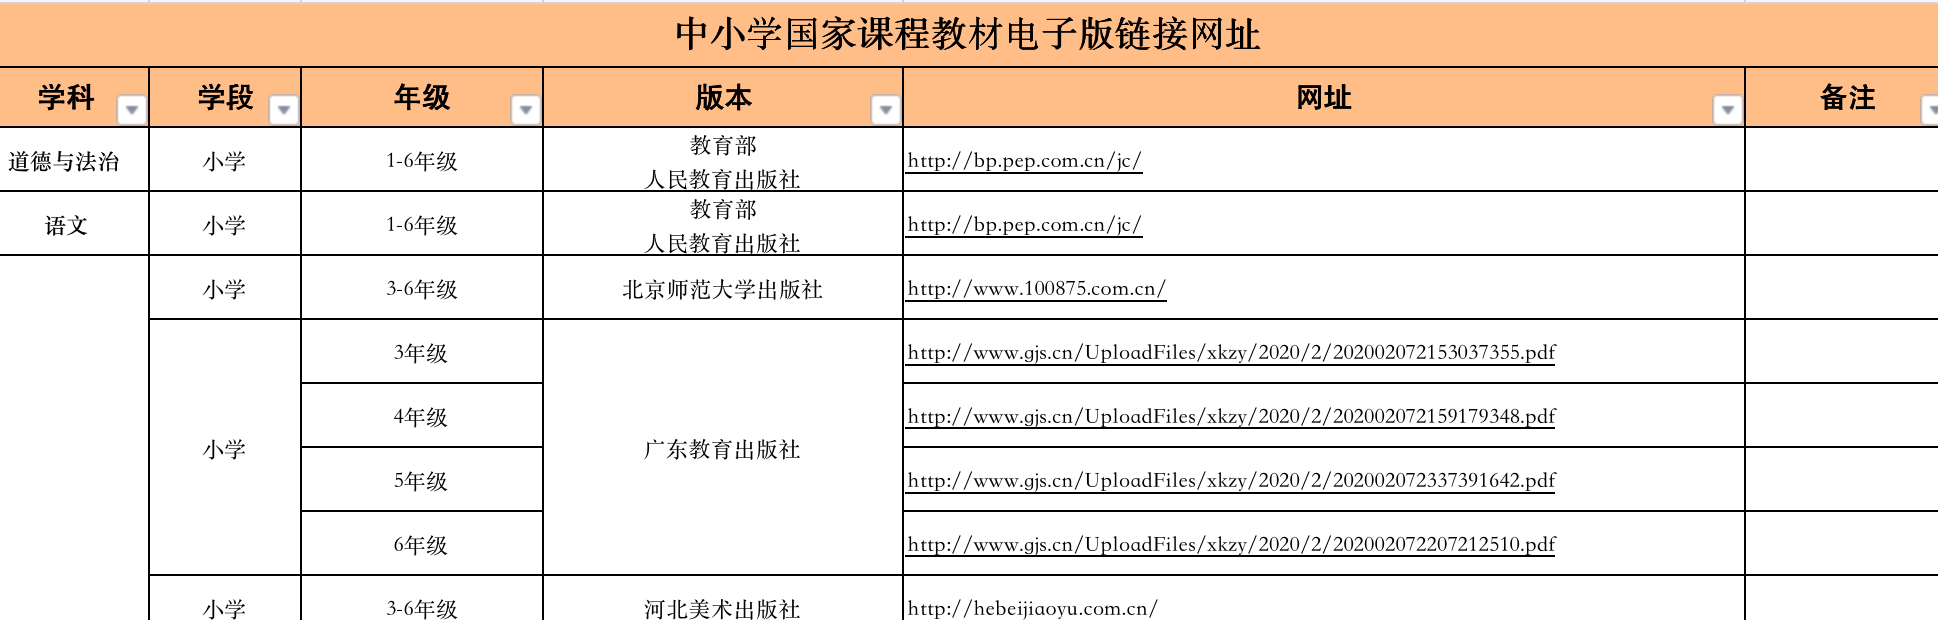 中小学国家课程教材电子版链接网址
学科 学段 年级 版本 网址 备注
道德与法治 小学 1-6年级 教育部 http://bp.pep.com.cn/jc/
人民教育出版社
语文 小学 1-6年级 教育部 http://bp.pep.com.cn/jc/
人民教育出版社
小学 3-6年级 北京师范大学出版社 http://www.100875.com.cn/
3年级 http://www.gjs.cn/UploadFiles/xkzy/2020/2/202002072153037355.pdf
4年级 http://www.gjs.cn/UploadFiles/xkzy/2020/2/202002072159179348.pdf
小学 广东教育出版社
5年级 http://www.gjs.cn/UploadFiles/xkzy/2020/2/202002072337391642.pdf
6年级 http://www.gjs.cn/UploadFiles/xkzy/2020/2/202002072207212510.pdf
小学 3-6年级 河北美术出版社 http://hebeijiaoyu.com.cn/